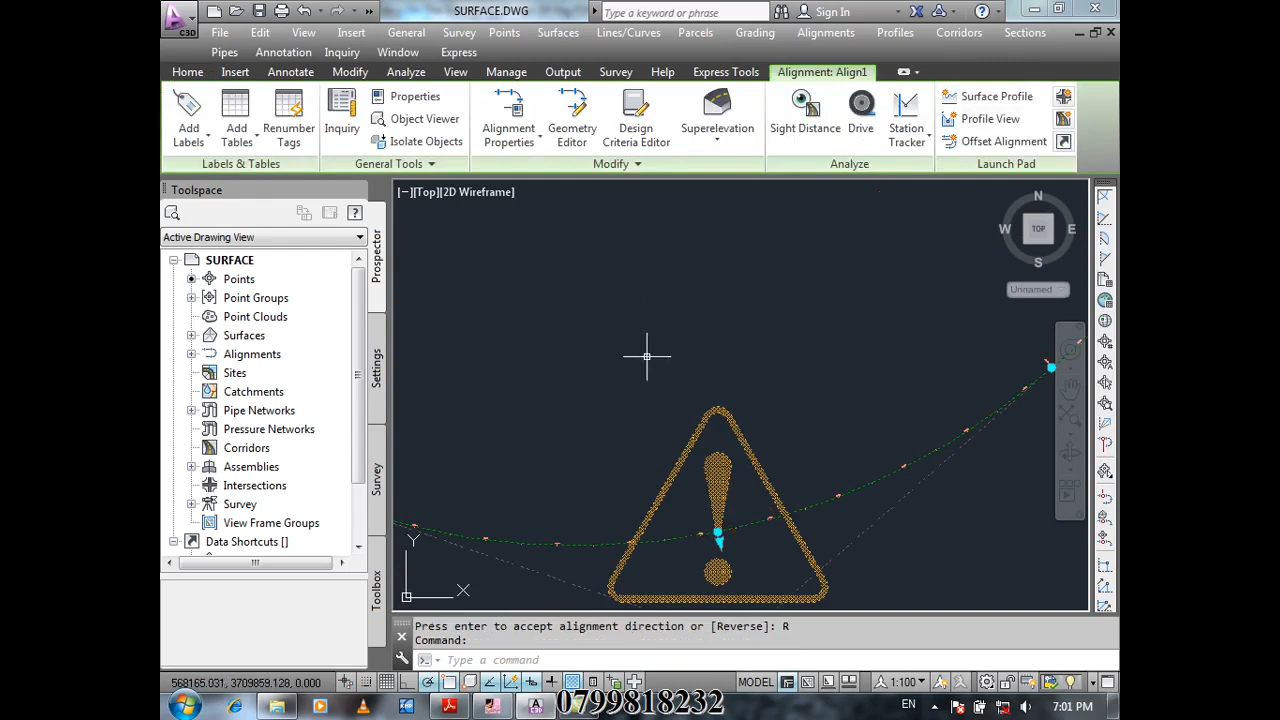 SURFACE.DWG
Type a keyword or phrase
Sign In
C3D
File Edit View Insert General Survey Points Surfaces Lines/Curves Parcels Grading Alignments Profiles Corridors Sections
Pipes Annotation Inquiry Window Express
Home Insert Annotate Modify Analyze View Manage Output Survey Help Express Tools Alignment: Align1
Add Labels
Add Tables
Renumber Tags
Inquiry
Properties
Object Viewer
Isolate Objects
Alignment Properties
Geometry Editor
Design Criteria Editor
Superelevation
Sight Distance
Drive
Station Tracker
Surface Profile
Profile View
Offset Alignment
Labels & Tables General Tools Modify Analyze Launch Pad
Toolspace
Active Drawing View
SURFACE
Points
Point Groups
Point Clouds
Surfaces
Alignments
Sites
Catchments
Pipe Networks
Pressure Networks
Corridors
Assemblies
Intersections
Survey
View Frame Groups
Data Shortcuts []
Prospector
Settings
Survey
Toolbox
[−][Top][2D Wireframe]
N
W TOP E
S
Unnamed
!
Y
X
Press enter to accept alignment direction or [Reverse]: R
Command:
Type a command
568165.031, 3709859.128, 0.000
MODEL
1:100
0799818232
EN
7:01 PM